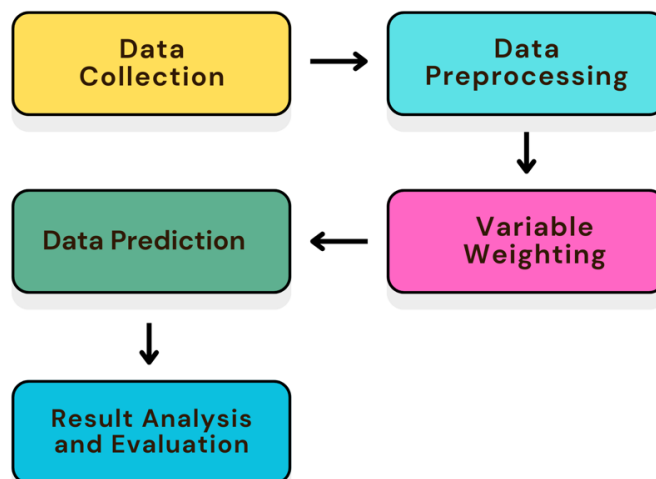 Data
Collection
Data
Preprocessing
Variable
Weighting
Data Prediction
Result Analysis
and Evaluation